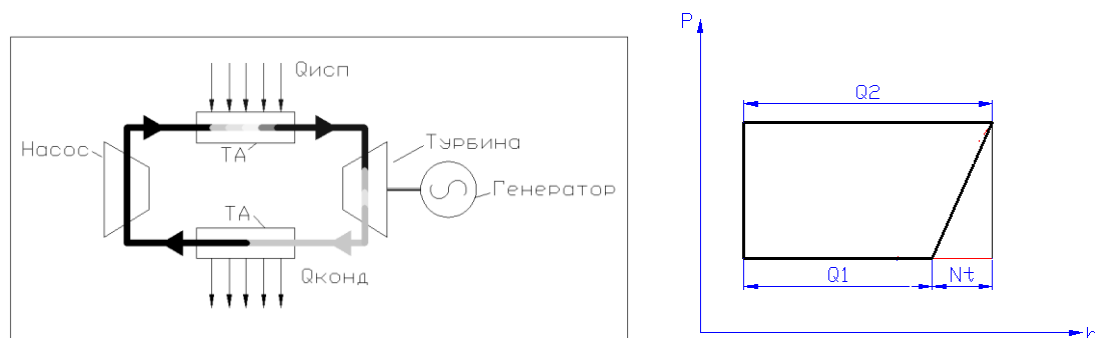 Qисп
Насос
ТА
Турбина
Генератор
ТА
Qконд
P
Q2
Q1
Nt